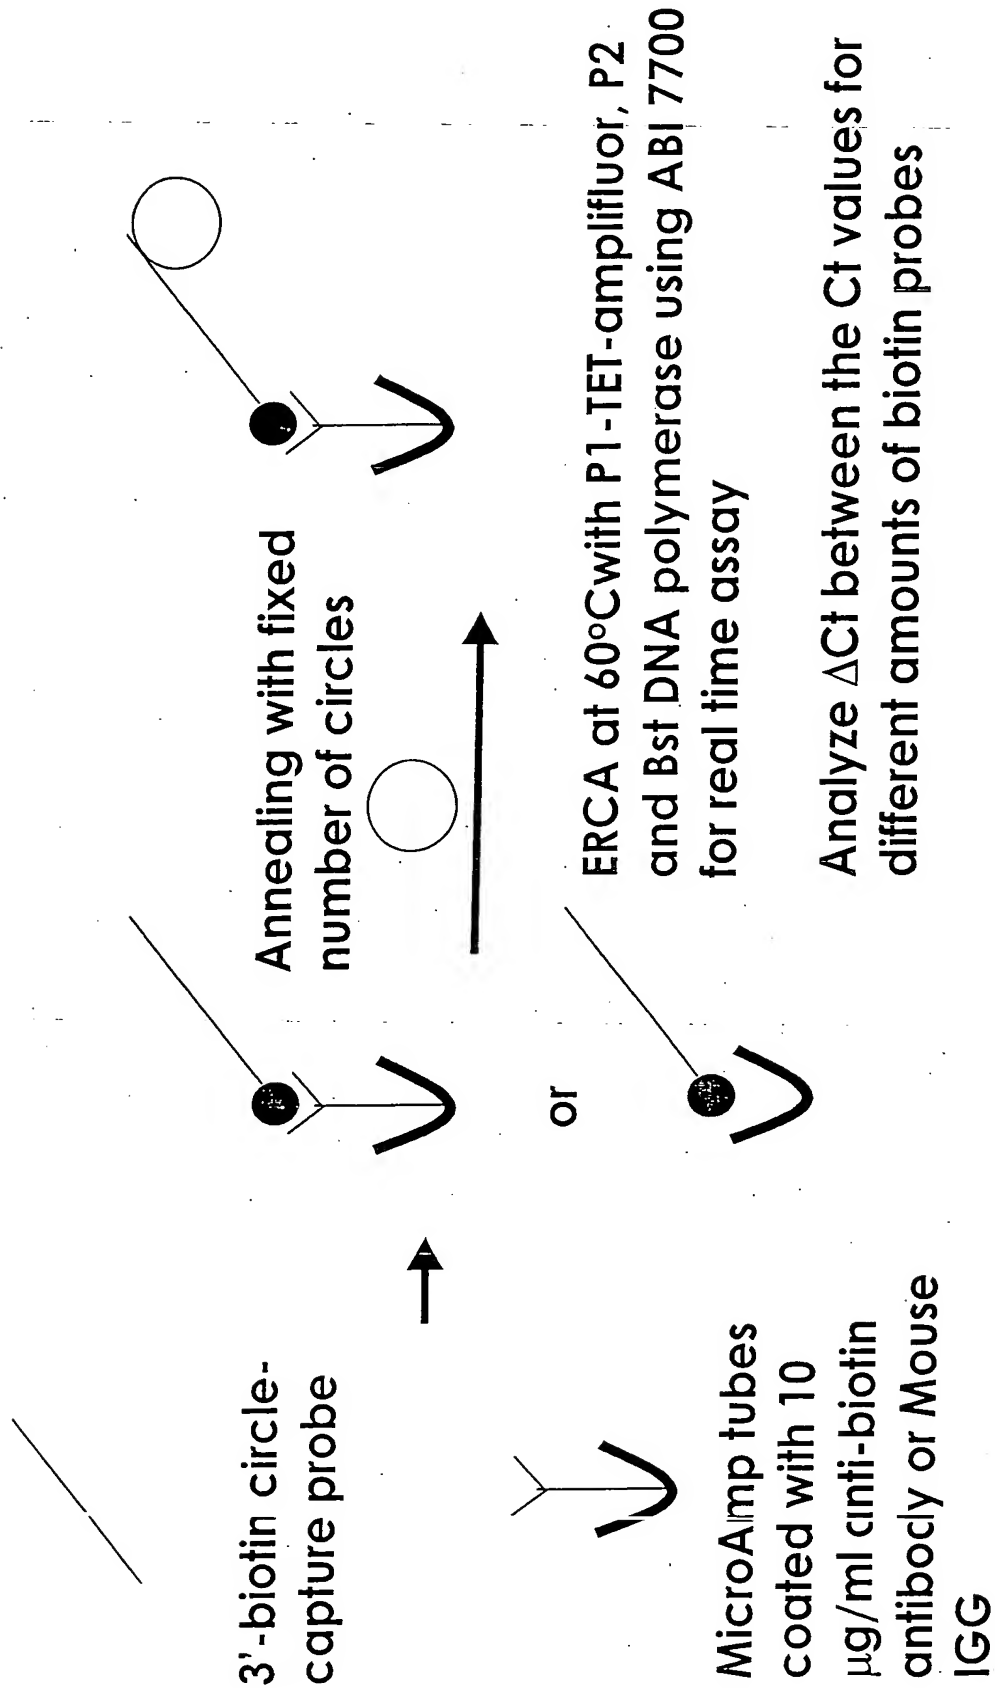 3'-biotin circle-
capture probe
MicroAmp tubes
coated with 10
µg/ml anti-biotin
antibody or Mouse
IGG
or
Annealing with fixed
number of circles
ERCA at 60°Cwith P1-TET-amplifluor, P2
and Bst DNA polymerase using ABI 7700
for real time assay
Analyze ΔCt between the Ct values for
different amounts of biotin probes